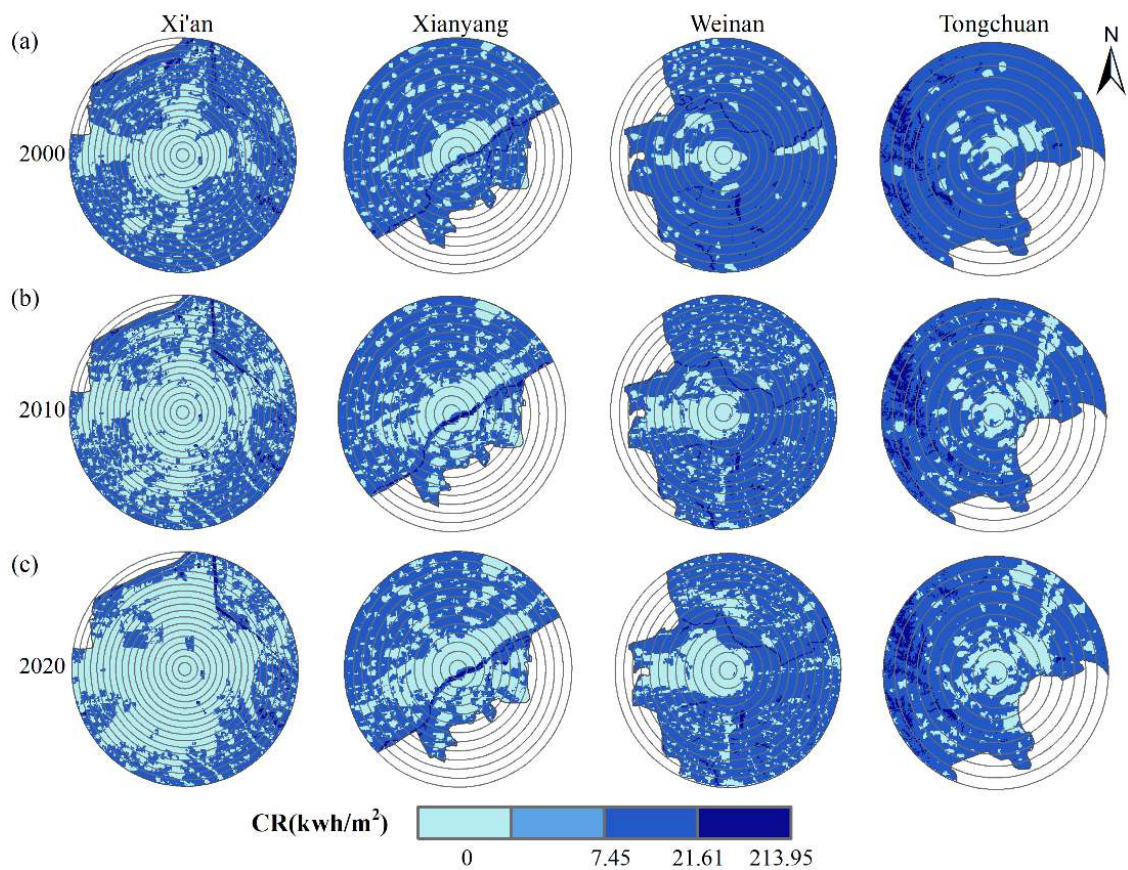 Xi'an Xianyang Weinan Tongchuan
(a)
N
2000
(b)
2010
(c)
2020
CR(kwh/m²)
0 7.45 21.61 213.95